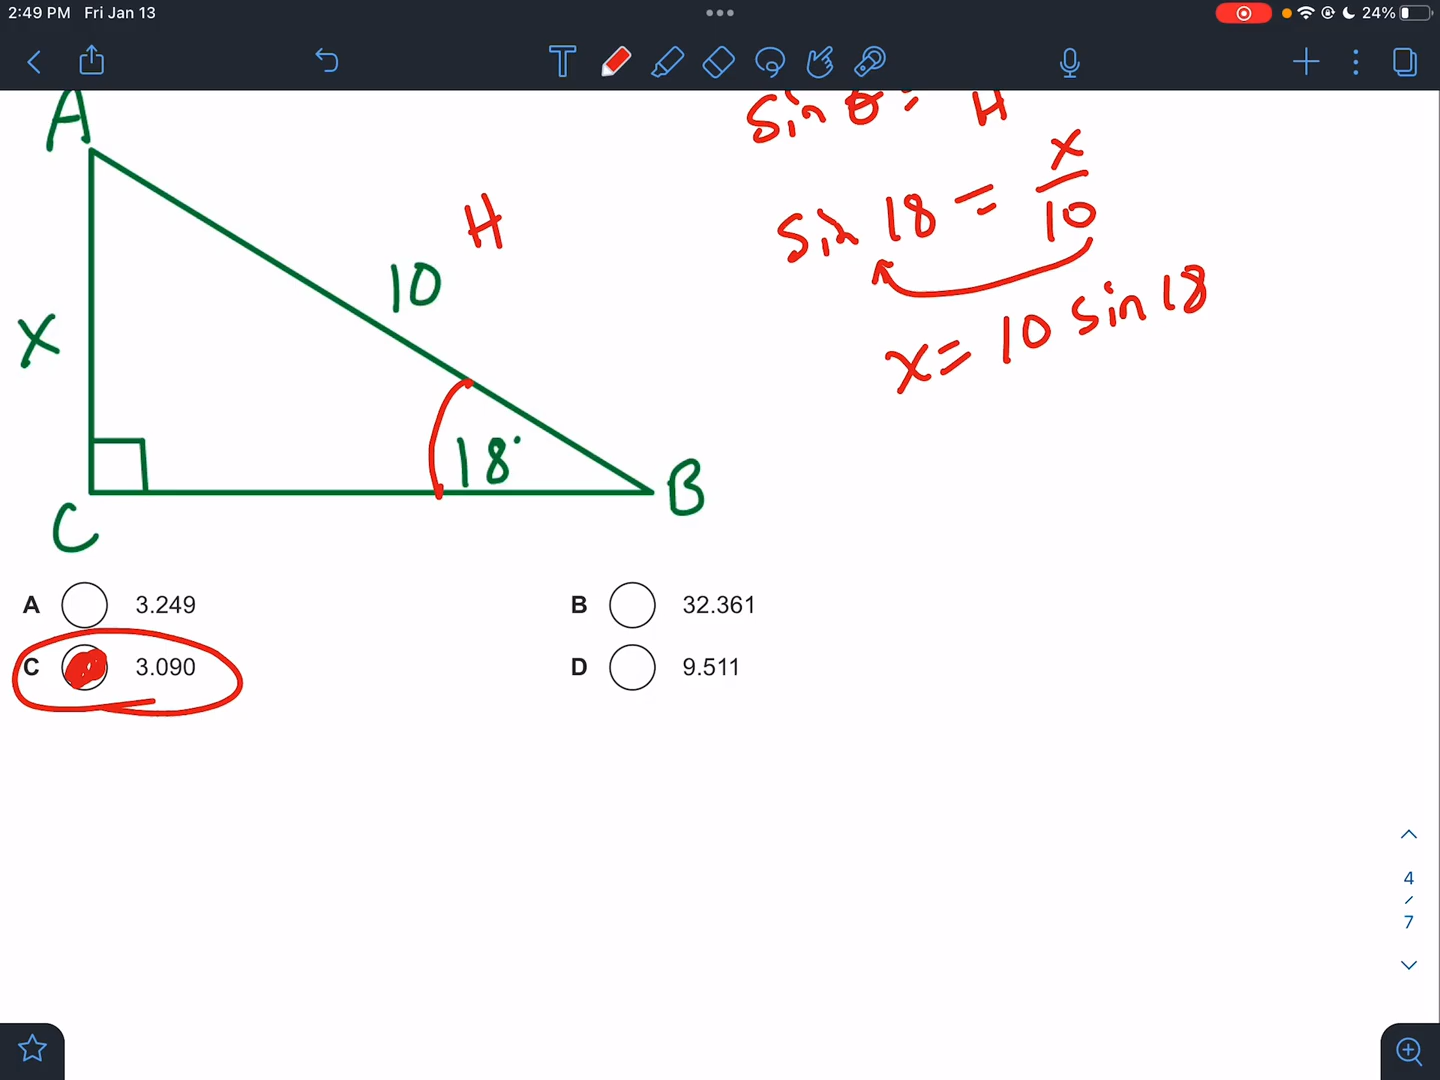 2:49 PM Fri Jan 13
24%
A
sin θ =
H
sin 18 = x/10
x = 10 sin 18
H
10
x
18°
B
C
A 3.249
B 32.361
C 3.090
D 9.511
4
/
7